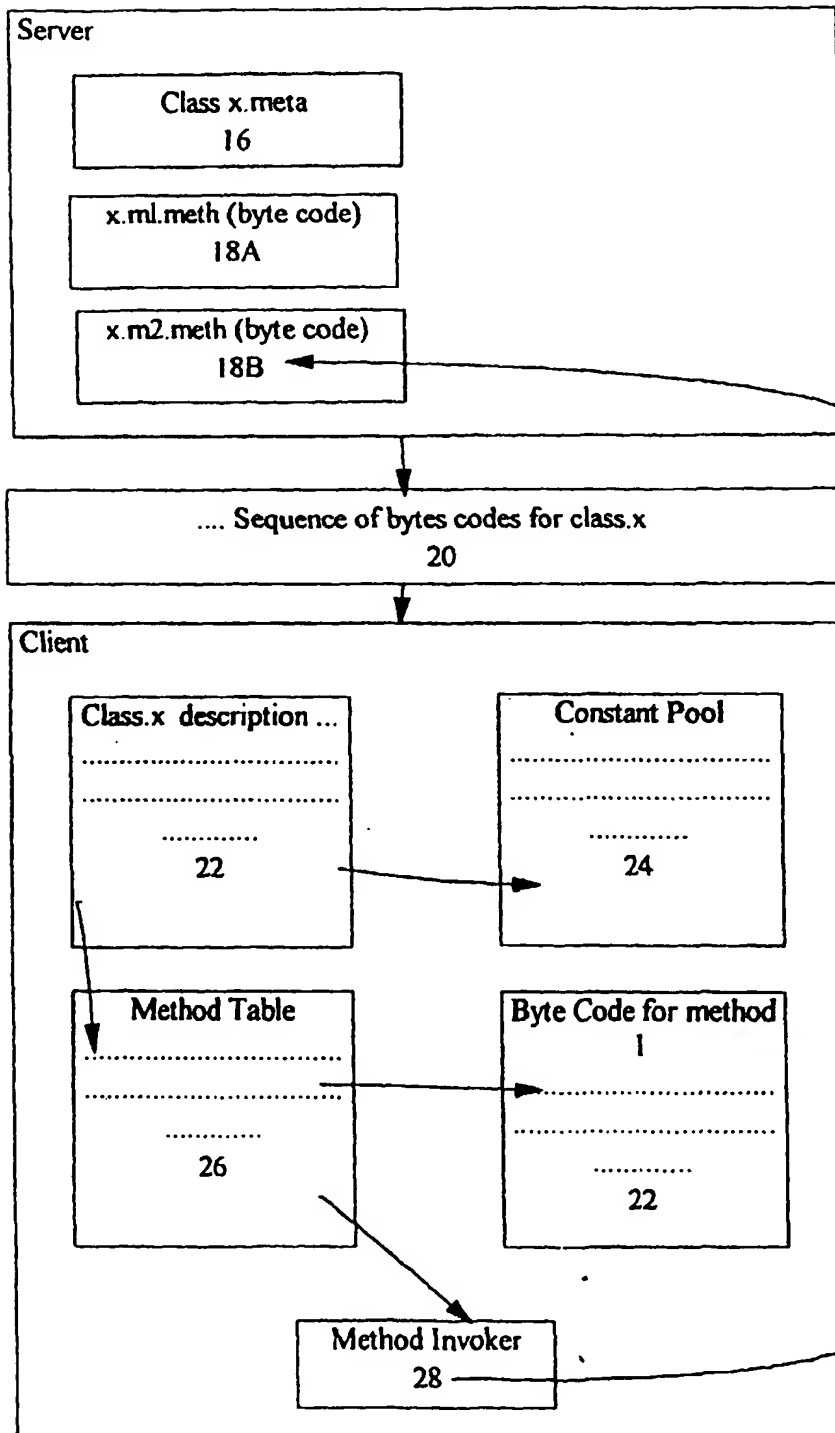 Server
Class x.meta
16
x.ml.meth (byte code)
18A
x.m2.meth (byte code)
18B
.... Sequence of bytes codes for class.x
20
Client
Class.x description ...
22
Constant Pool
24
Method Table
26
Byte Code for method
1
22
Method Invoker
28